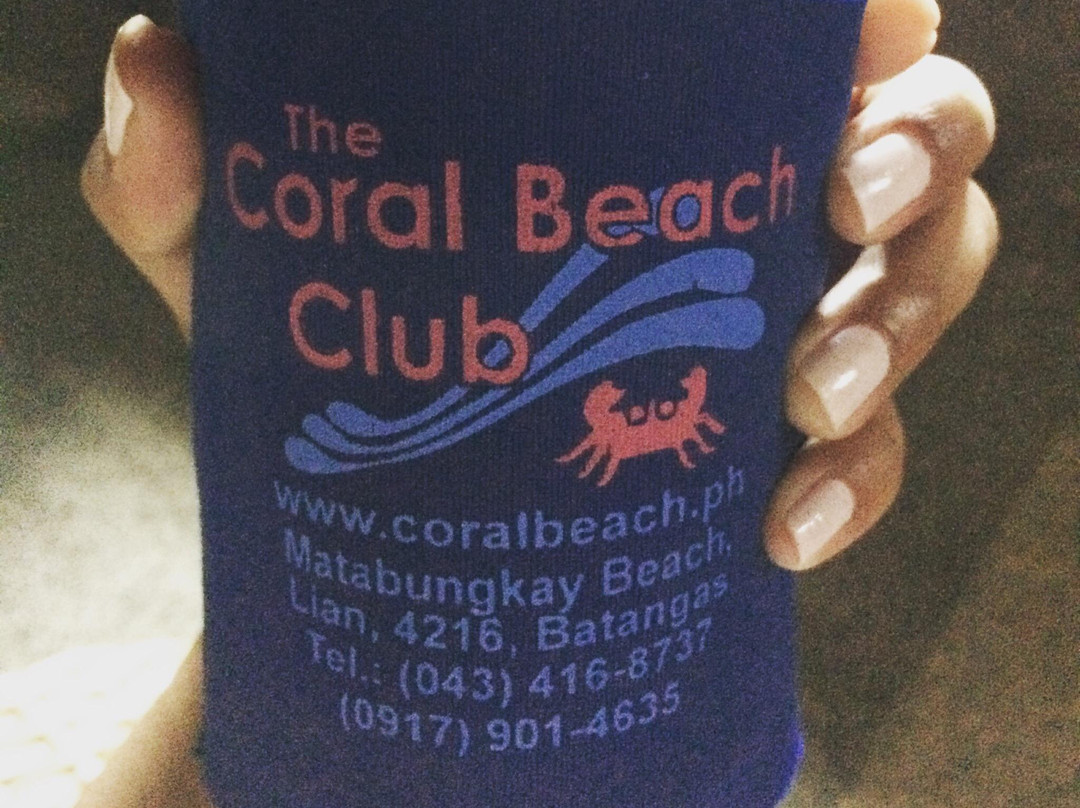 The
Coral Beach
Club
www.coralbeach.ph
Matabungkay Beach,
Lian, 4216, Batangas
Tel.: (043) 416-8737
(0917) 901-4635